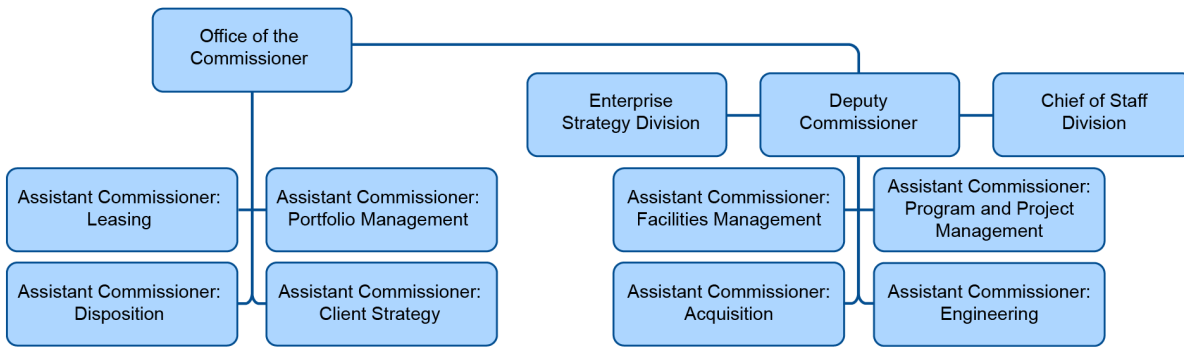 Office of the
Commissioner
Enterprise
Strategy Division
Deputy
Commissioner
Chief of Staff
Division
Assistant Commissioner:
Leasing
Assistant Commissioner:
Portfolio Management
Assistant Commissioner:
Facilities Management
Assistant Commissioner:
Program and Project
Management
Assistant Commissioner:
Disposition
Assistant Commissioner:
Client Strategy
Assistant Commissioner:
Acquisition
Assistant Commissioner:
Engineering